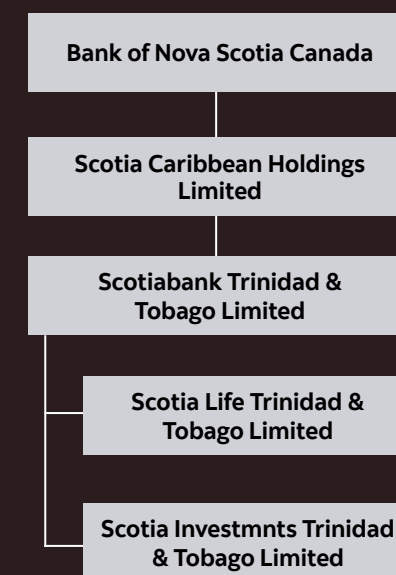 Bank of Nova Scotia Canada
Scotia Caribbean Holdings
Limited
Scotiabank Trinidad &
Tobago Limited
Scotia Life Trinidad &
Tobago Limited
Scotia Investmnts Trinidad
& Tobago Limited